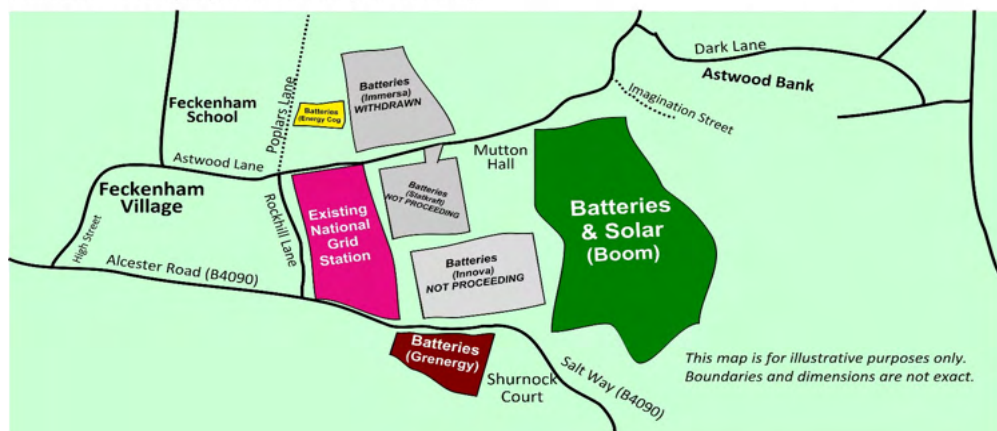 Dark Lane
Astwood Bank
Imagination Street
Batteries
(Immersa)
WITHDRAWN
Batteries
(Energy Cog
Poplars Lane
Feckenham
School
Astwood Lane
Mutton
Hall
Feckenham
Village
High Street
Rockhill Lane
Existing
National
Grid
Station
Batteries
(Slatkraft)
NOT PROCEEDING
Batteries
& Solar
(Boom)
Batteries
(Innova)
NOT PROCEEDING
Alcester Road (B4090)
Batteries
(Grenergy)
Shurnock
Court
Salt Way (B4090)
This map is for illustrative purposes only.
Boundaries and dimensions are not exact.